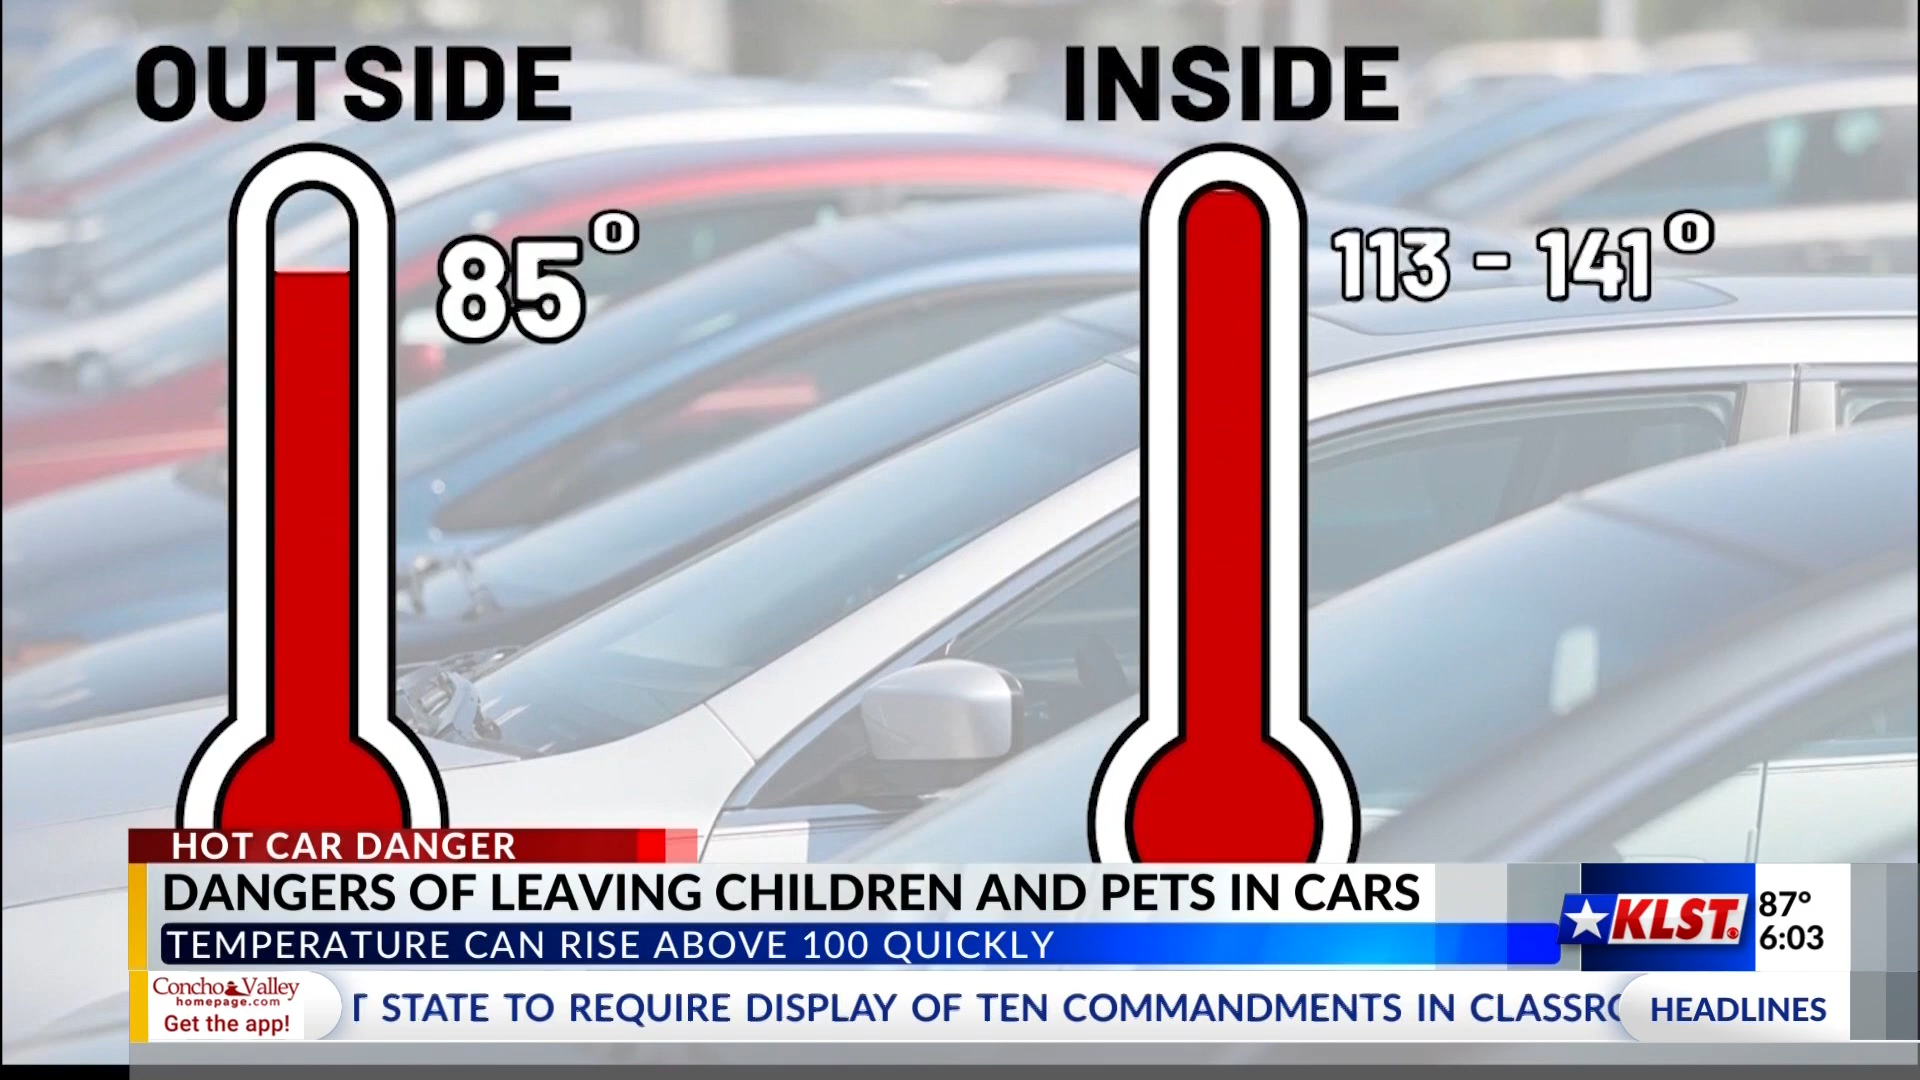 OUTSIDE
INSIDE
85°
113 - 141°
HOT CAR DANGER
DANGERS OF LEAVING CHILDREN AND PETS IN CARS
TEMPERATURE CAN RISE ABOVE 100 QUICKLY
KLST
87°
6:03
Concho Valley
homepage.com
Get the app!
STATE TO REQUIRE DISPLAY OF TEN COMMANDMENTS IN
HEADLINES